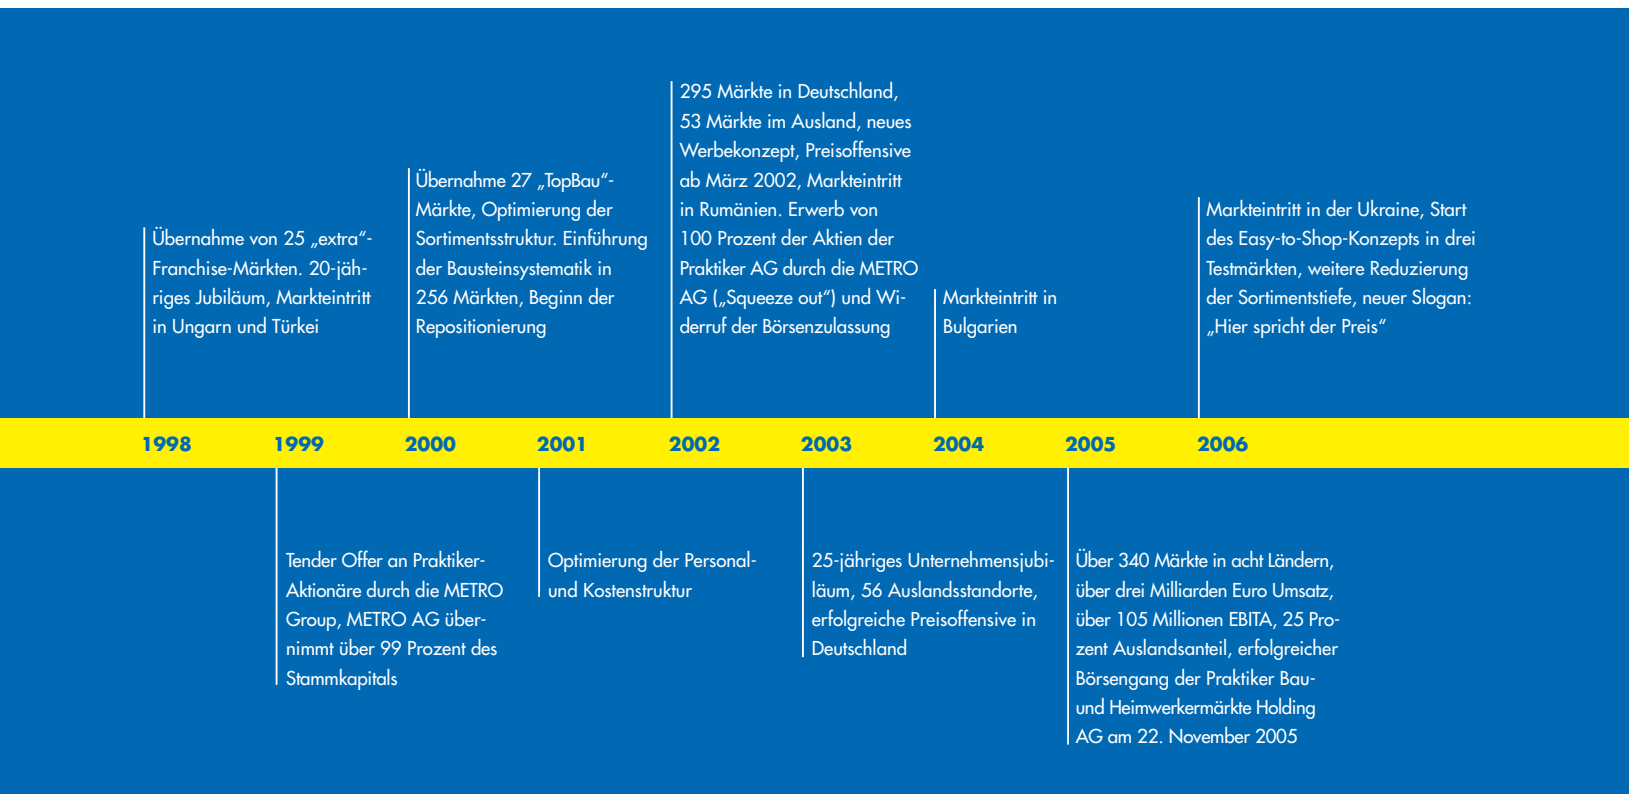 295 Märkte in Deutschland,
53 Märkte im Ausland, neues
Werbekonzept, Preisoffensive
ab März 2002, Markteintritt
in Rumänien. Erwerb von
100 Prozent der Aktien der
Praktiker AG durch die METRO
AG („Squeeze out“) und Wi-
derruf der Börsenzulassung
Übernahme 27 „TopBau“-
Märkte, Optimierung der
Sortimentsstruktur. Einführung
der Bausteinsystematik in
256 Märkten, Beginn der
Repositionierung
Übernahme von 25 „extra“-
Franchise-Märkten. 20-jäh-
riges Jubiläum, Markteintritt
in Ungarn und Türkei
Markteintritt in
Bulgarien
Markteintritt in der Ukraine, Start
des Easy-to-Shop-Konzepts in drei
Testmärkten, weitere Reduzierung
der Sortimentstiefe, neuer Slogan:
„Hier spricht der Preis“
1998 1999 2000 2001 2002 2003 2004 2005 2006
Tender Offer an Praktiker-
Aktionäre durch die METRO
Group, METRO AG über-
nimmt über 99 Prozent des
Stammkapitals
Optimierung der Personal-
und Kostenstruktur
25-jähriges Unternehmensjubi-
läum, 56 Auslandsstandorte,
erfolgreiche Preisoffensive in
Deutschland
Über 340 Märkte in acht Ländern,
über drei Milliarden Euro Umsatz,
über 105 Millionen EBITA, 25 Pro-
zent Auslandsanteil, erfolgreicher
Börsengang der Praktiker Bau-
und Heimwerkermärkte Holding
AG am 22. November 2005